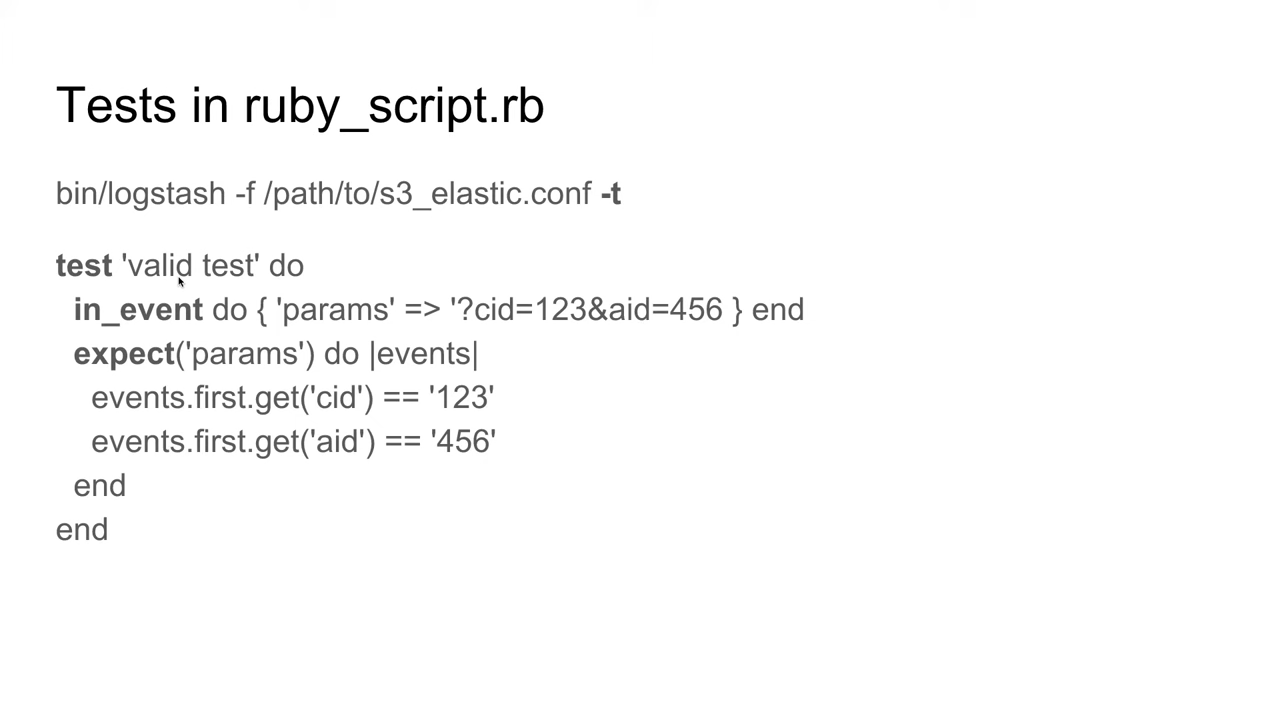 Tests in ruby_script.rb
bin/logstash -f /path/to/s3_elastic.conf -t
test 'valid test' do
in_event do { 'params' => '?cid=123&aid=456 } end
expect('params') do |events|
events.first.get('cid') == '123'
events.first.get('aid') == '456'
end
end